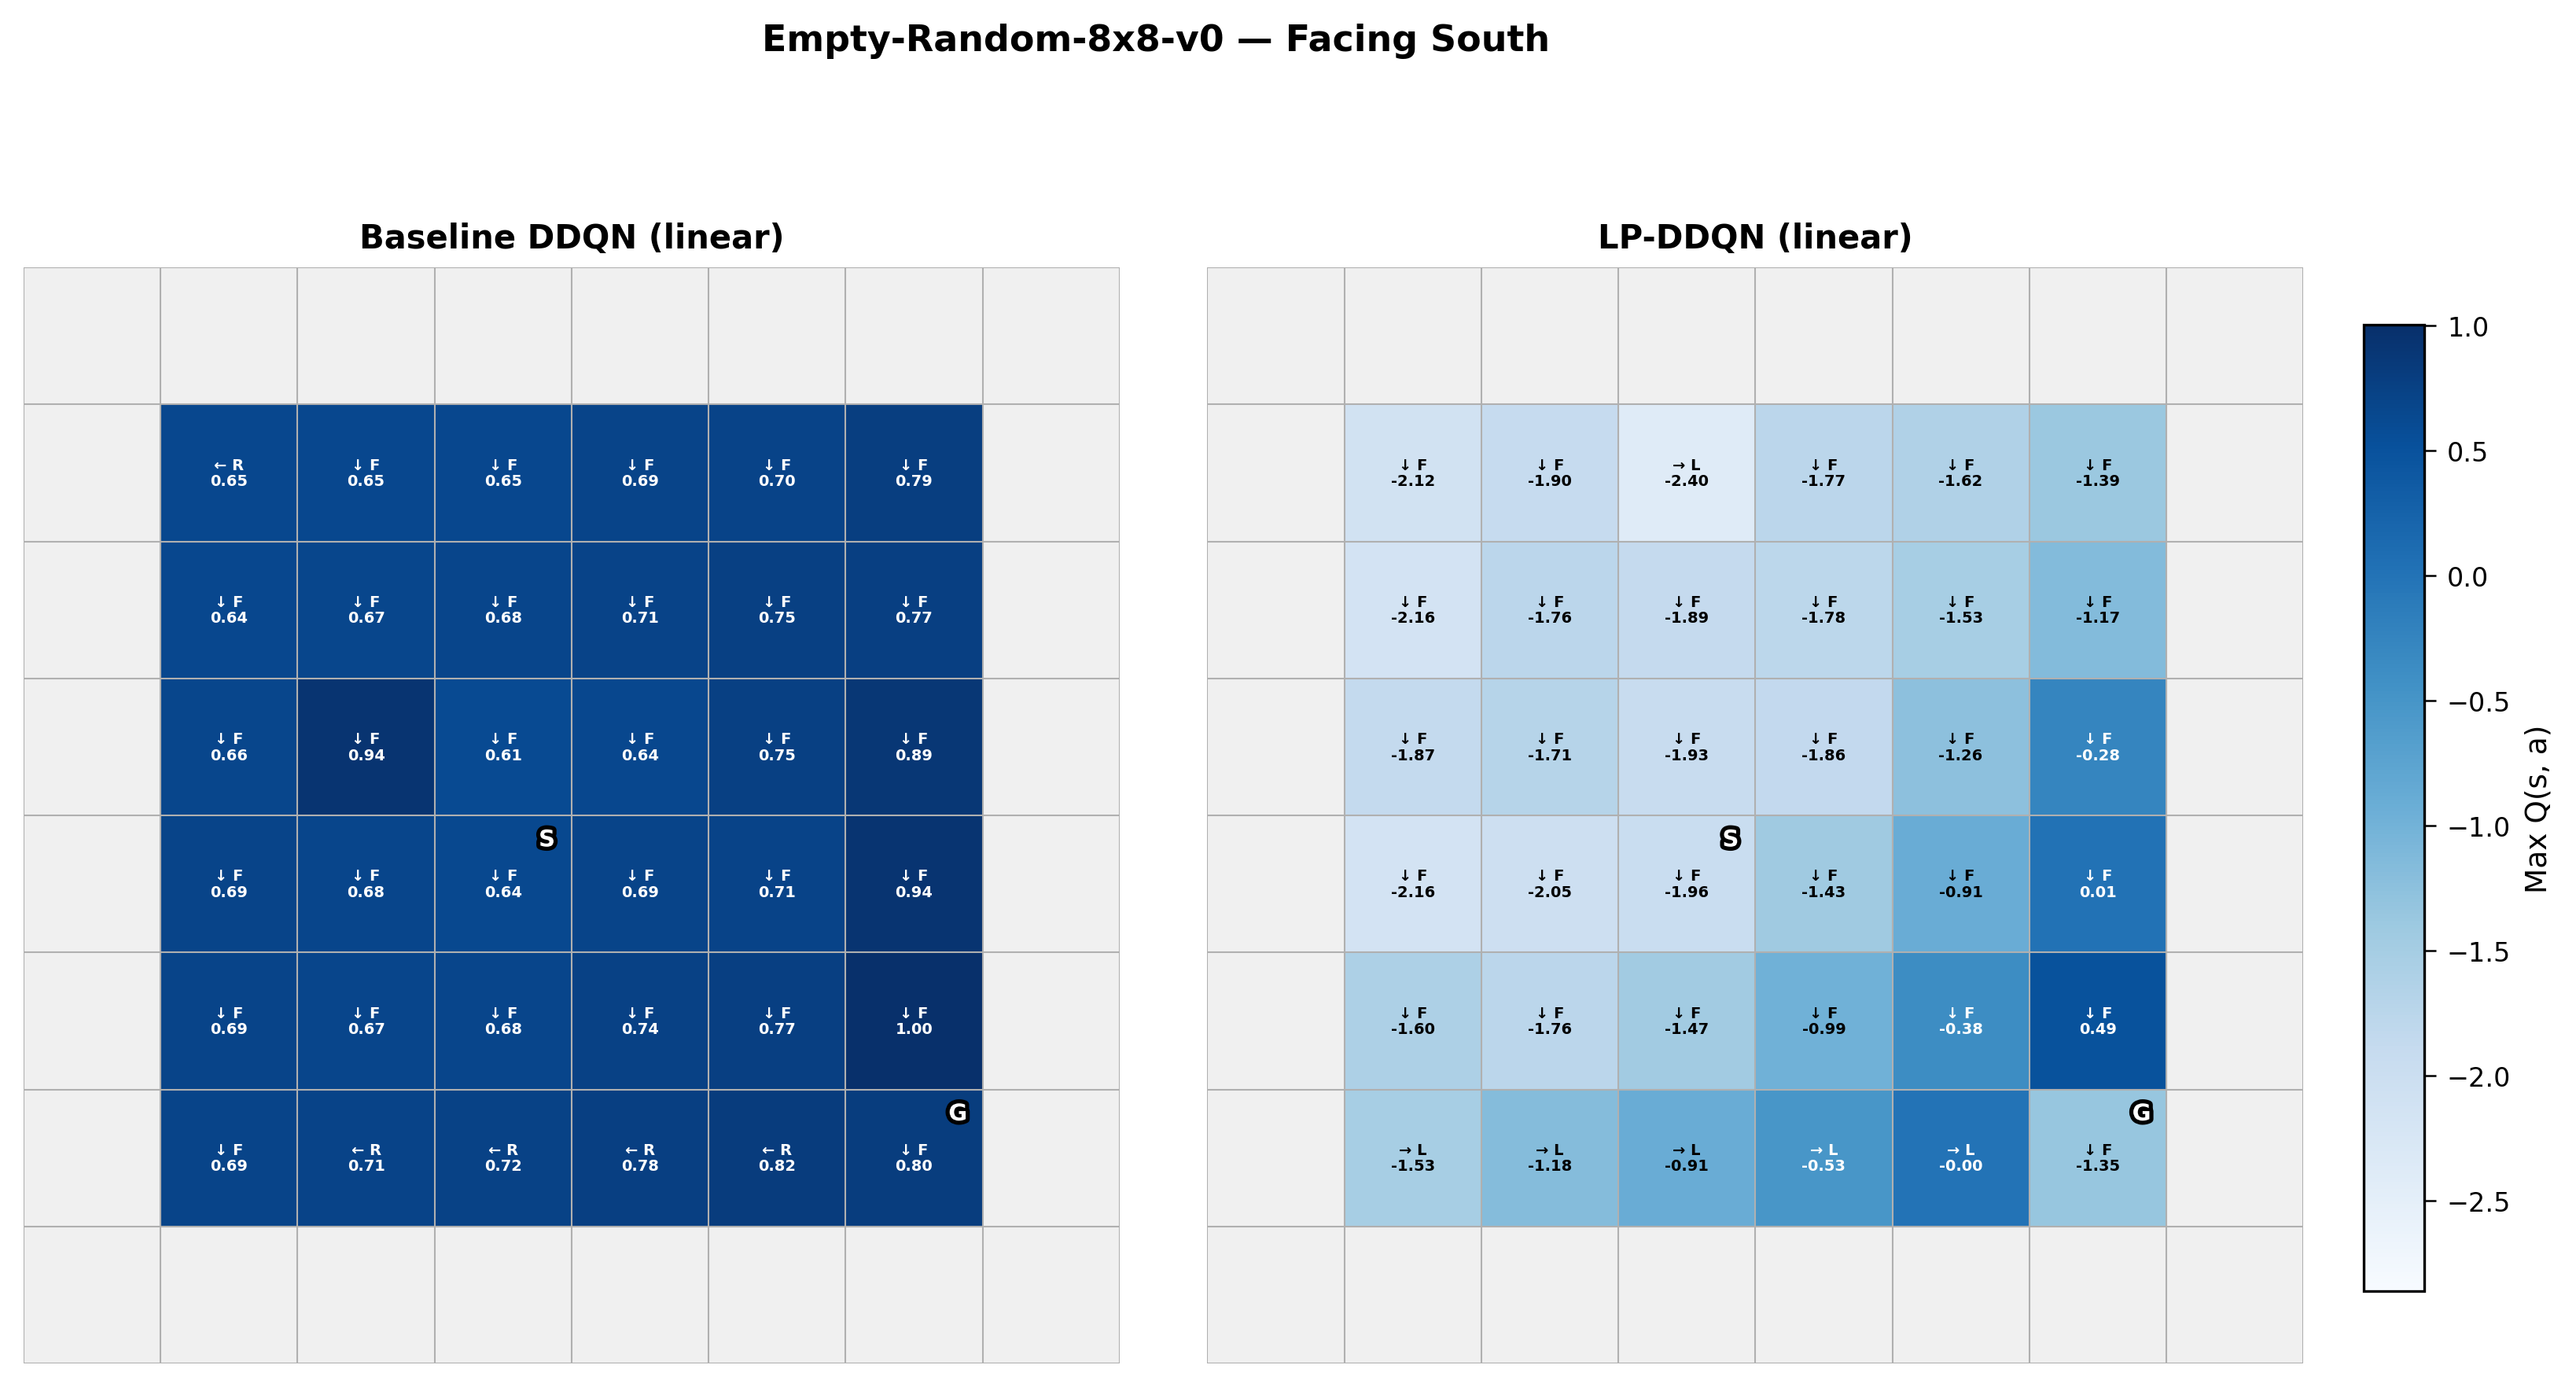 Empty-Random-8x8-v0 — Facing South
Baseline DDQN (linear)
← R ↓ F ↓ F ↓ F ↓ F ↓ F
0.65 0.65 0.65 0.69 0.70 0.79
↓ F ↓ F ↓ F ↓ F ↓ F ↓ F
0.64 0.67 0.68 0.71 0.75 0.77
↓ F ↓ F ↓ F ↓ F ↓ F ↓ F
0.66 0.94 0.61 0.64 0.75 0.89
S
↓ F ↓ F ↓ F ↓ F ↓ F ↓ F
0.69 0.68 0.64 0.69 0.71 0.94
↓ F ↓ F ↓ F ↓ F ↓ F ↓ F
0.69 0.67 0.68 0.74 0.77 1.00
G
↓ F ← R ← R ← R ← R ↓ F
0.69 0.71 0.72 0.78 0.82 0.80
LP-DDQN (linear)
↓ F ↓ F → L ↓ F ↓ F ↓ F
-2.12 -1.90 -2.40 -1.77 -1.62 -1.39
↓ F ↓ F ↓ F ↓ F ↓ F ↓ F
-2.16 -1.76 -1.89 -1.78 -1.53 -1.17
↓ F ↓ F ↓ F ↓ F ↓ F ↓ F
-1.87 -1.71 -1.93 -1.86 -1.26 -0.28
S
↓ F ↓ F ↓ F ↓ F ↓ F ↓ F
-2.16 -2.05 -1.96 -1.43 -0.91 0.01
↓ F ↓ F ↓ F ↓ F ↓ F ↓ F
-1.60 -1.76 -1.47 -0.99 -0.38 0.49
G
→ L → L → L → L → L ↓ F
-1.53 -1.18 -0.91 -0.53 -0.00 -1.35
1.0
0.5
0.0
−0.5
−1.0
−1.5
−2.0
−2.5
Max Q(s, a)